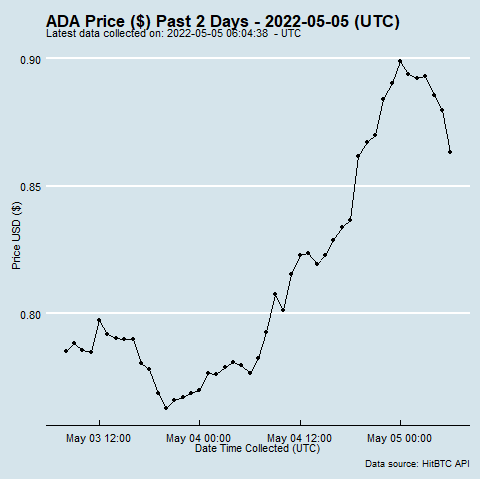 ADA Price ($) Past 2 Days - 2022-05-05 (UTC)
Latest data collected on: 2022-05-05 06:04:38 - UTC
0.90
0.85
0.80
Price USD ($)
May 03 12:00 May 04 00:00 May 04 12:00 May 05 00:00
Date Time Collected (UTC)
Data source: HitBTC API